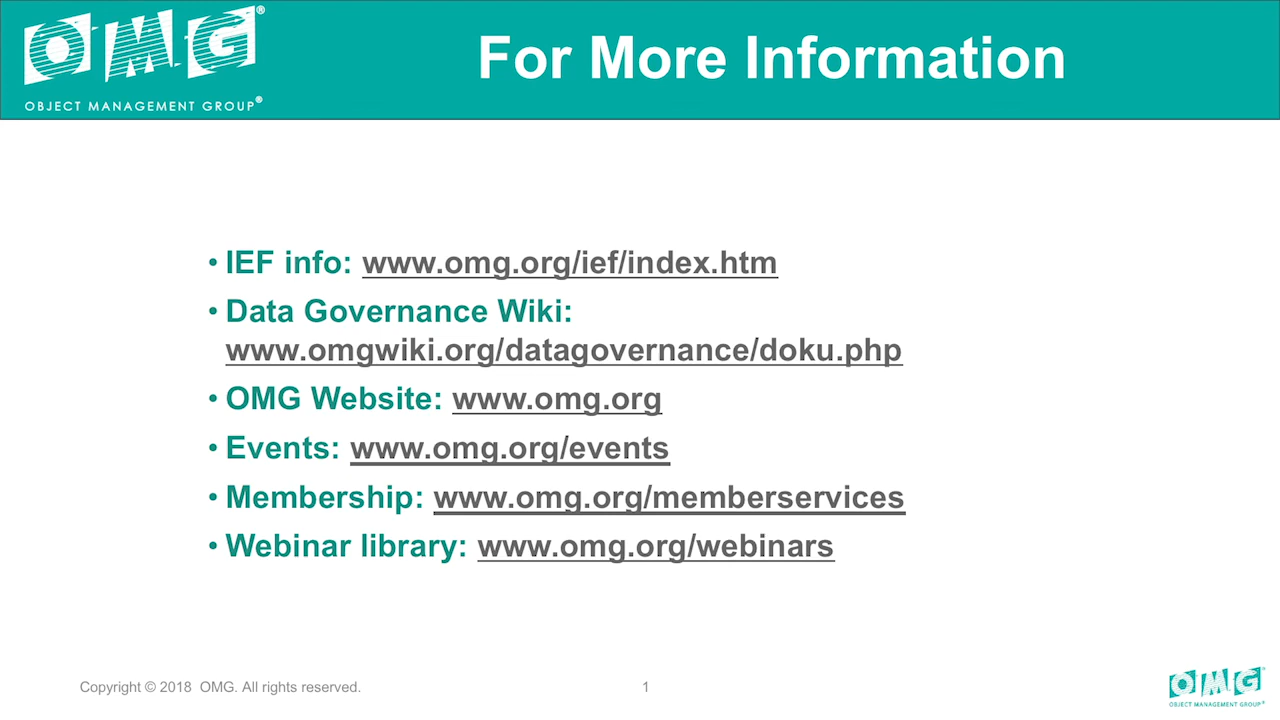 OMG®
OBJECT MANAGEMENT GROUP®
For More Information
• IEF info: www.omg.org/ief/index.htm
• Data Governance Wiki:
www.omgwiki.org/datagovernance/doku.php
• OMG Website: www.omg.org
• Events: www.omg.org/events
• Membership: www.omg.org/memberservices
• Webinar library: www.omg.org/webinars
Copyright © 2018 OMG. All rights reserved.
1
OMG®
OBJECT MANAGEMENT GROUP®